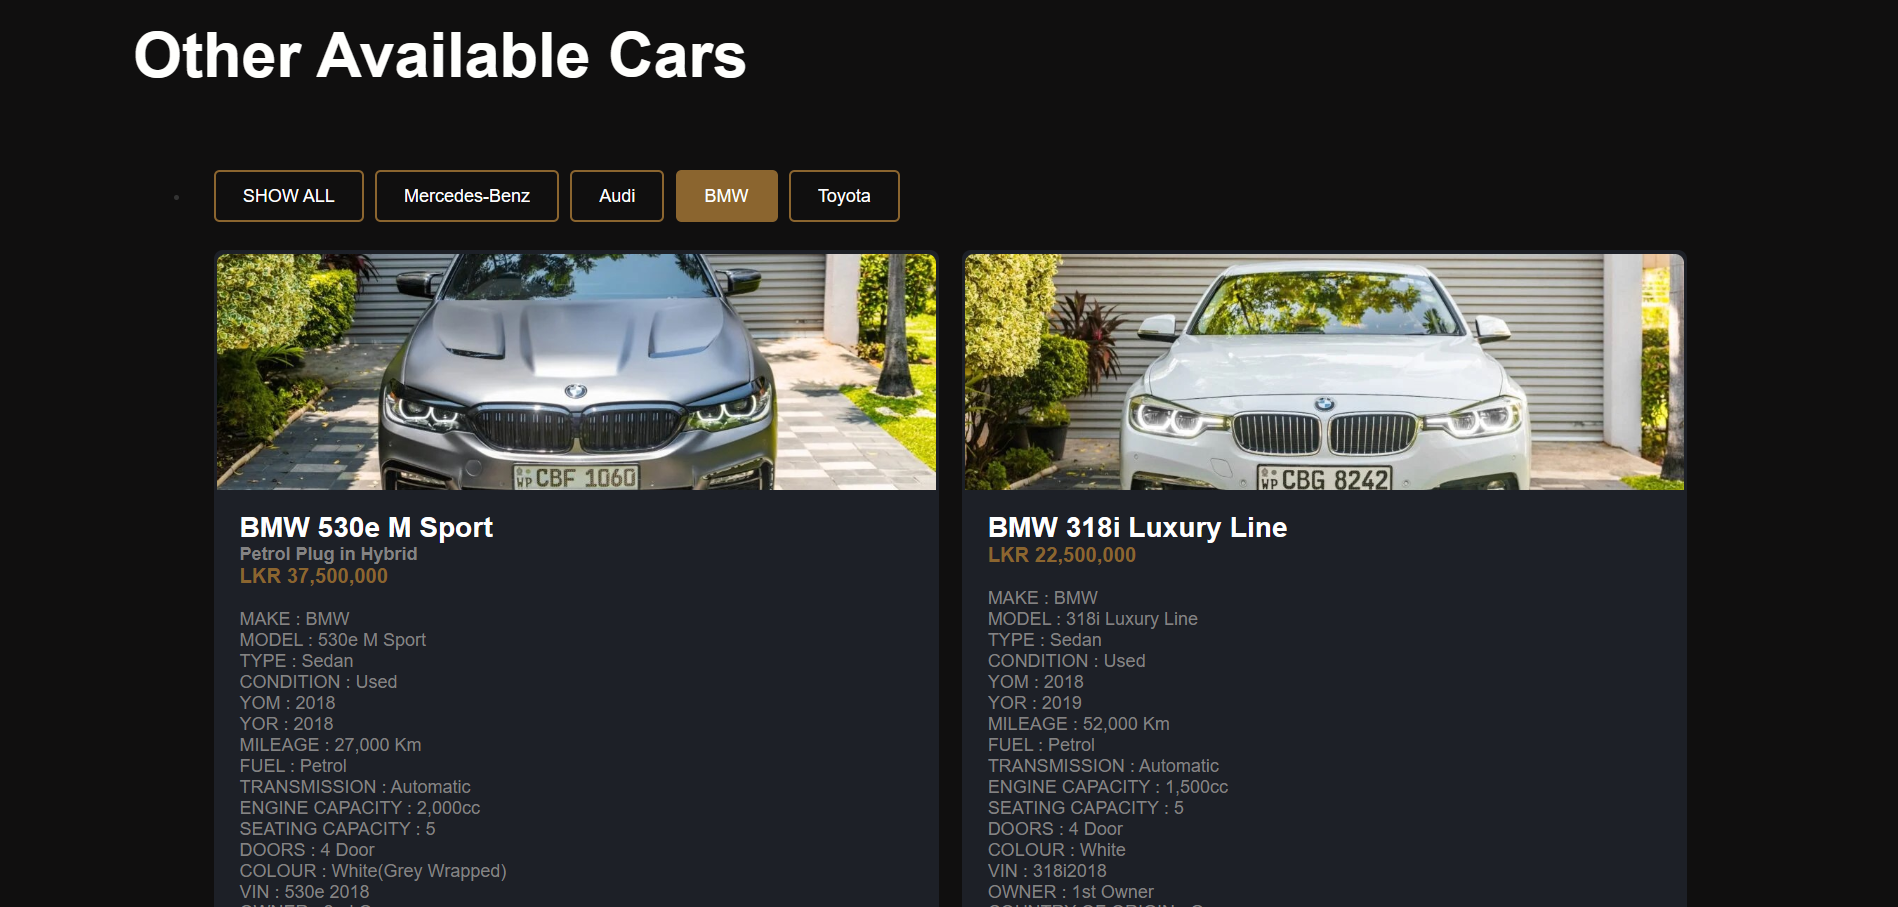 Other Available Cars
SHOW ALL Mercedes-Benz Audi BMW Toyota
WP CBF 1060
BMW 530e M Sport
Petrol Plug in Hybrid
LKR 37,500,000
MAKE : BMW
MODEL : 530e M Sport
TYPE : Sedan
CONDITION : Used
YOM : 2018
YOR : 2018
MILEAGE : 27,000 Km
FUEL : Petrol
TRANSMISSION : Automatic
ENGINE CAPACITY : 2,000cc
SEATING CAPACITY : 5
DOORS : 4 Door
COLOUR : White(Grey Wrapped)
VIN : 530e 2018
WP CBG 8242
BMW 318i Luxury Line
LKR 22,500,000
MAKE : BMW
MODEL : 318i Luxury Line
TYPE : Sedan
CONDITION : Used
YOM : 2018
YOR : 2019
MILEAGE : 52,000 Km
FUEL : Petrol
TRANSMISSION : Automatic
ENGINE CAPACITY : 1,500cc
SEATING CAPACITY : 5
DOORS : 4 Door
COLOUR : White
VIN : 318i2018
OWNER : 1st Owner